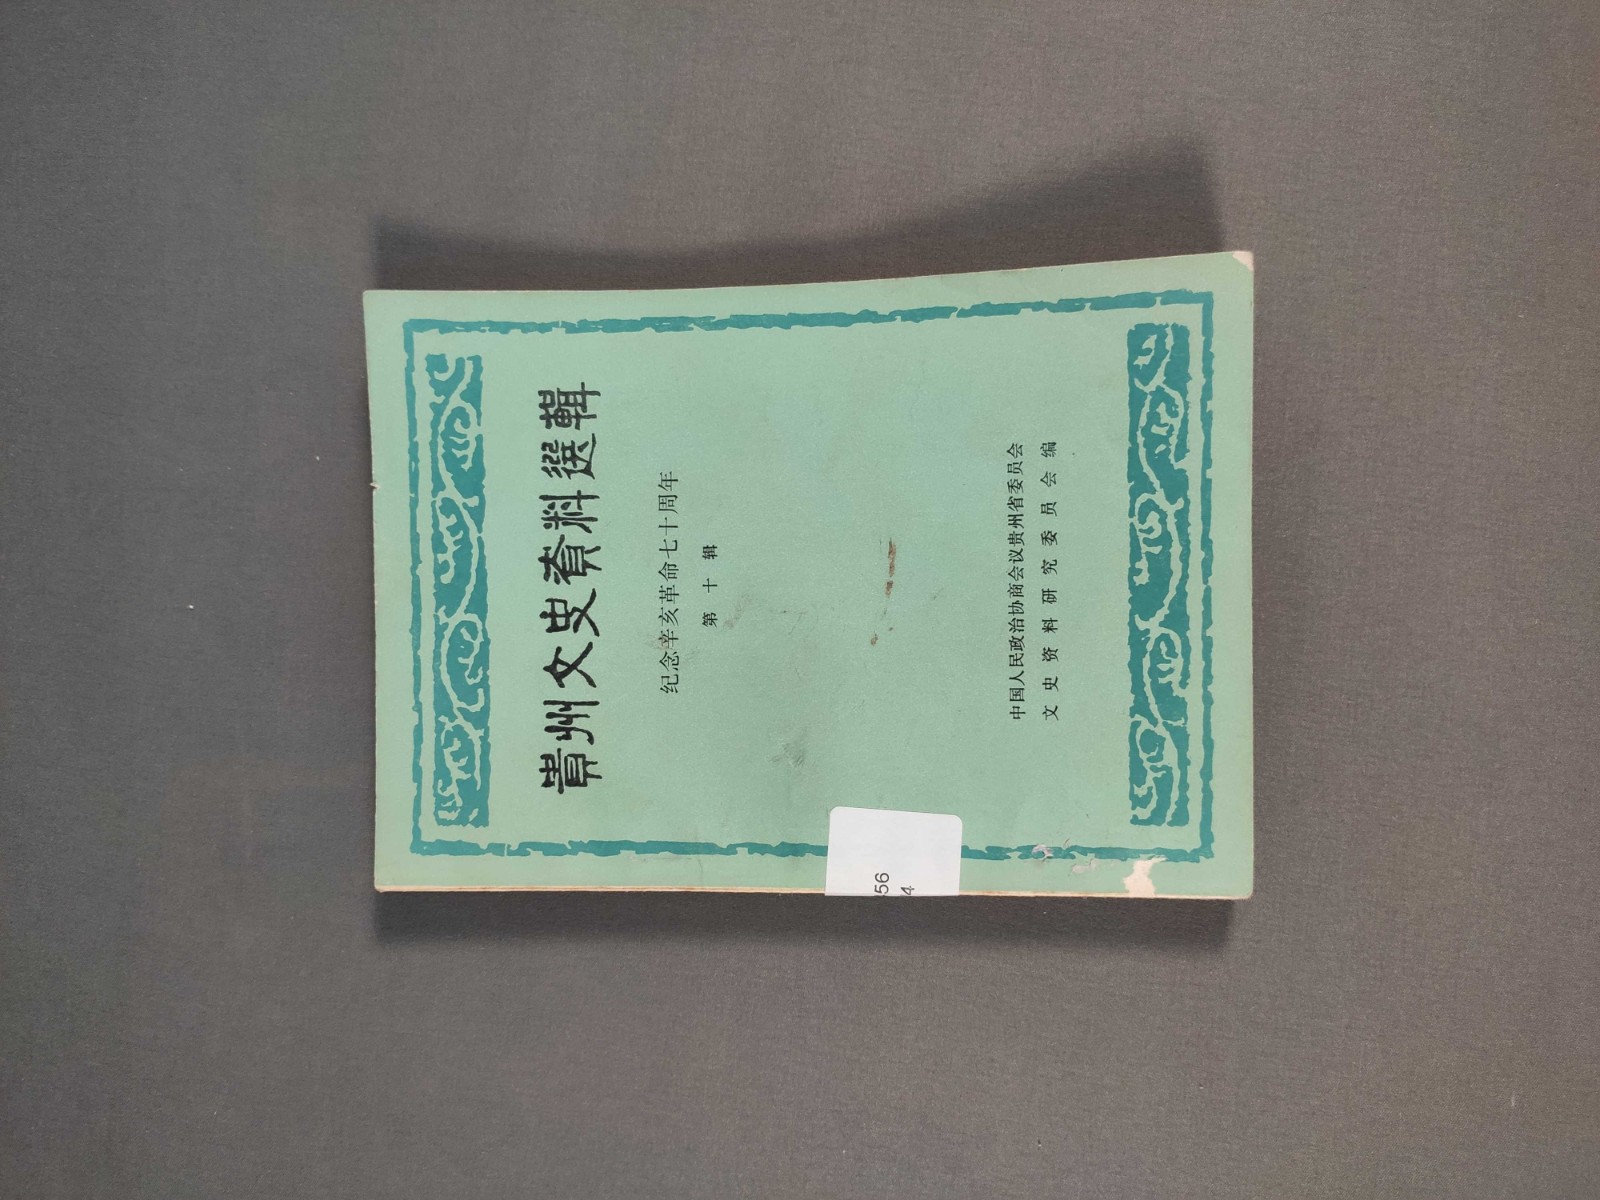 貴州文史資料選輯
纪念辛亥革命七十周年
第十辑
中国人民政治协商会议贵州省委员会
文史资料研究委员会编
56
4